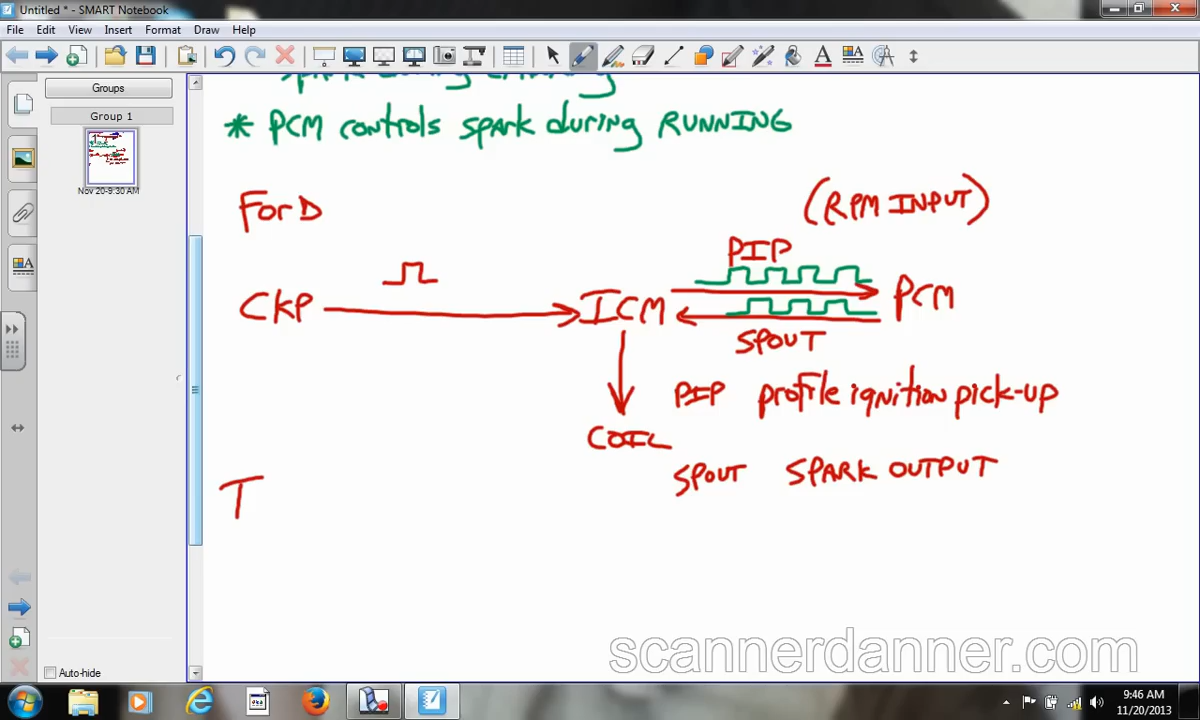 Untitled * - SMART Notebook
File Edit View Insert Format Draw Help
Groups
Group 1
Nov 20-9:30 AM
Auto-hide
* PCM controls spark during RUNNING
ForD
(RPM INPUT)
PIP
CKP ICM PCM
SPOUT
PIP profile ignition pick-up
COIL
SPOUT SPARK OUTPUT
T
scannerdanner.com
9:46 AM
11/20/2013